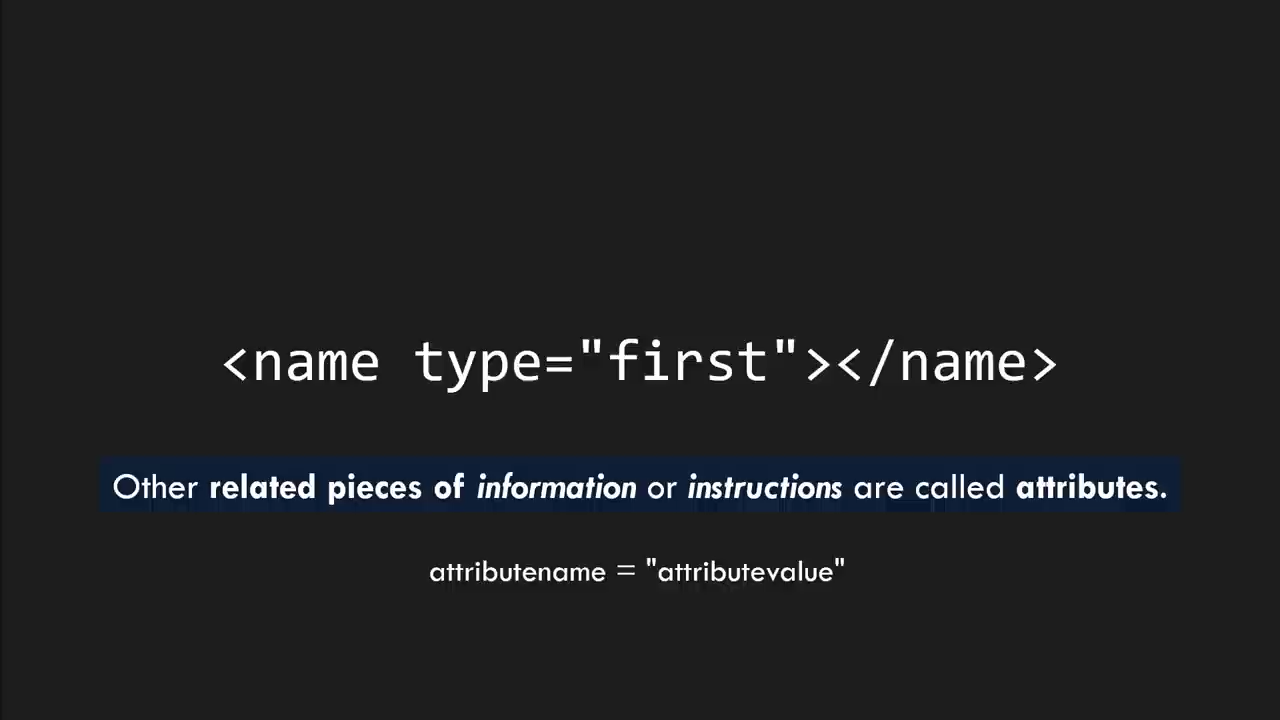 <name type="first"></name>
Other related pieces of information or instructions are called attributes.
attributename = "attributevalue"